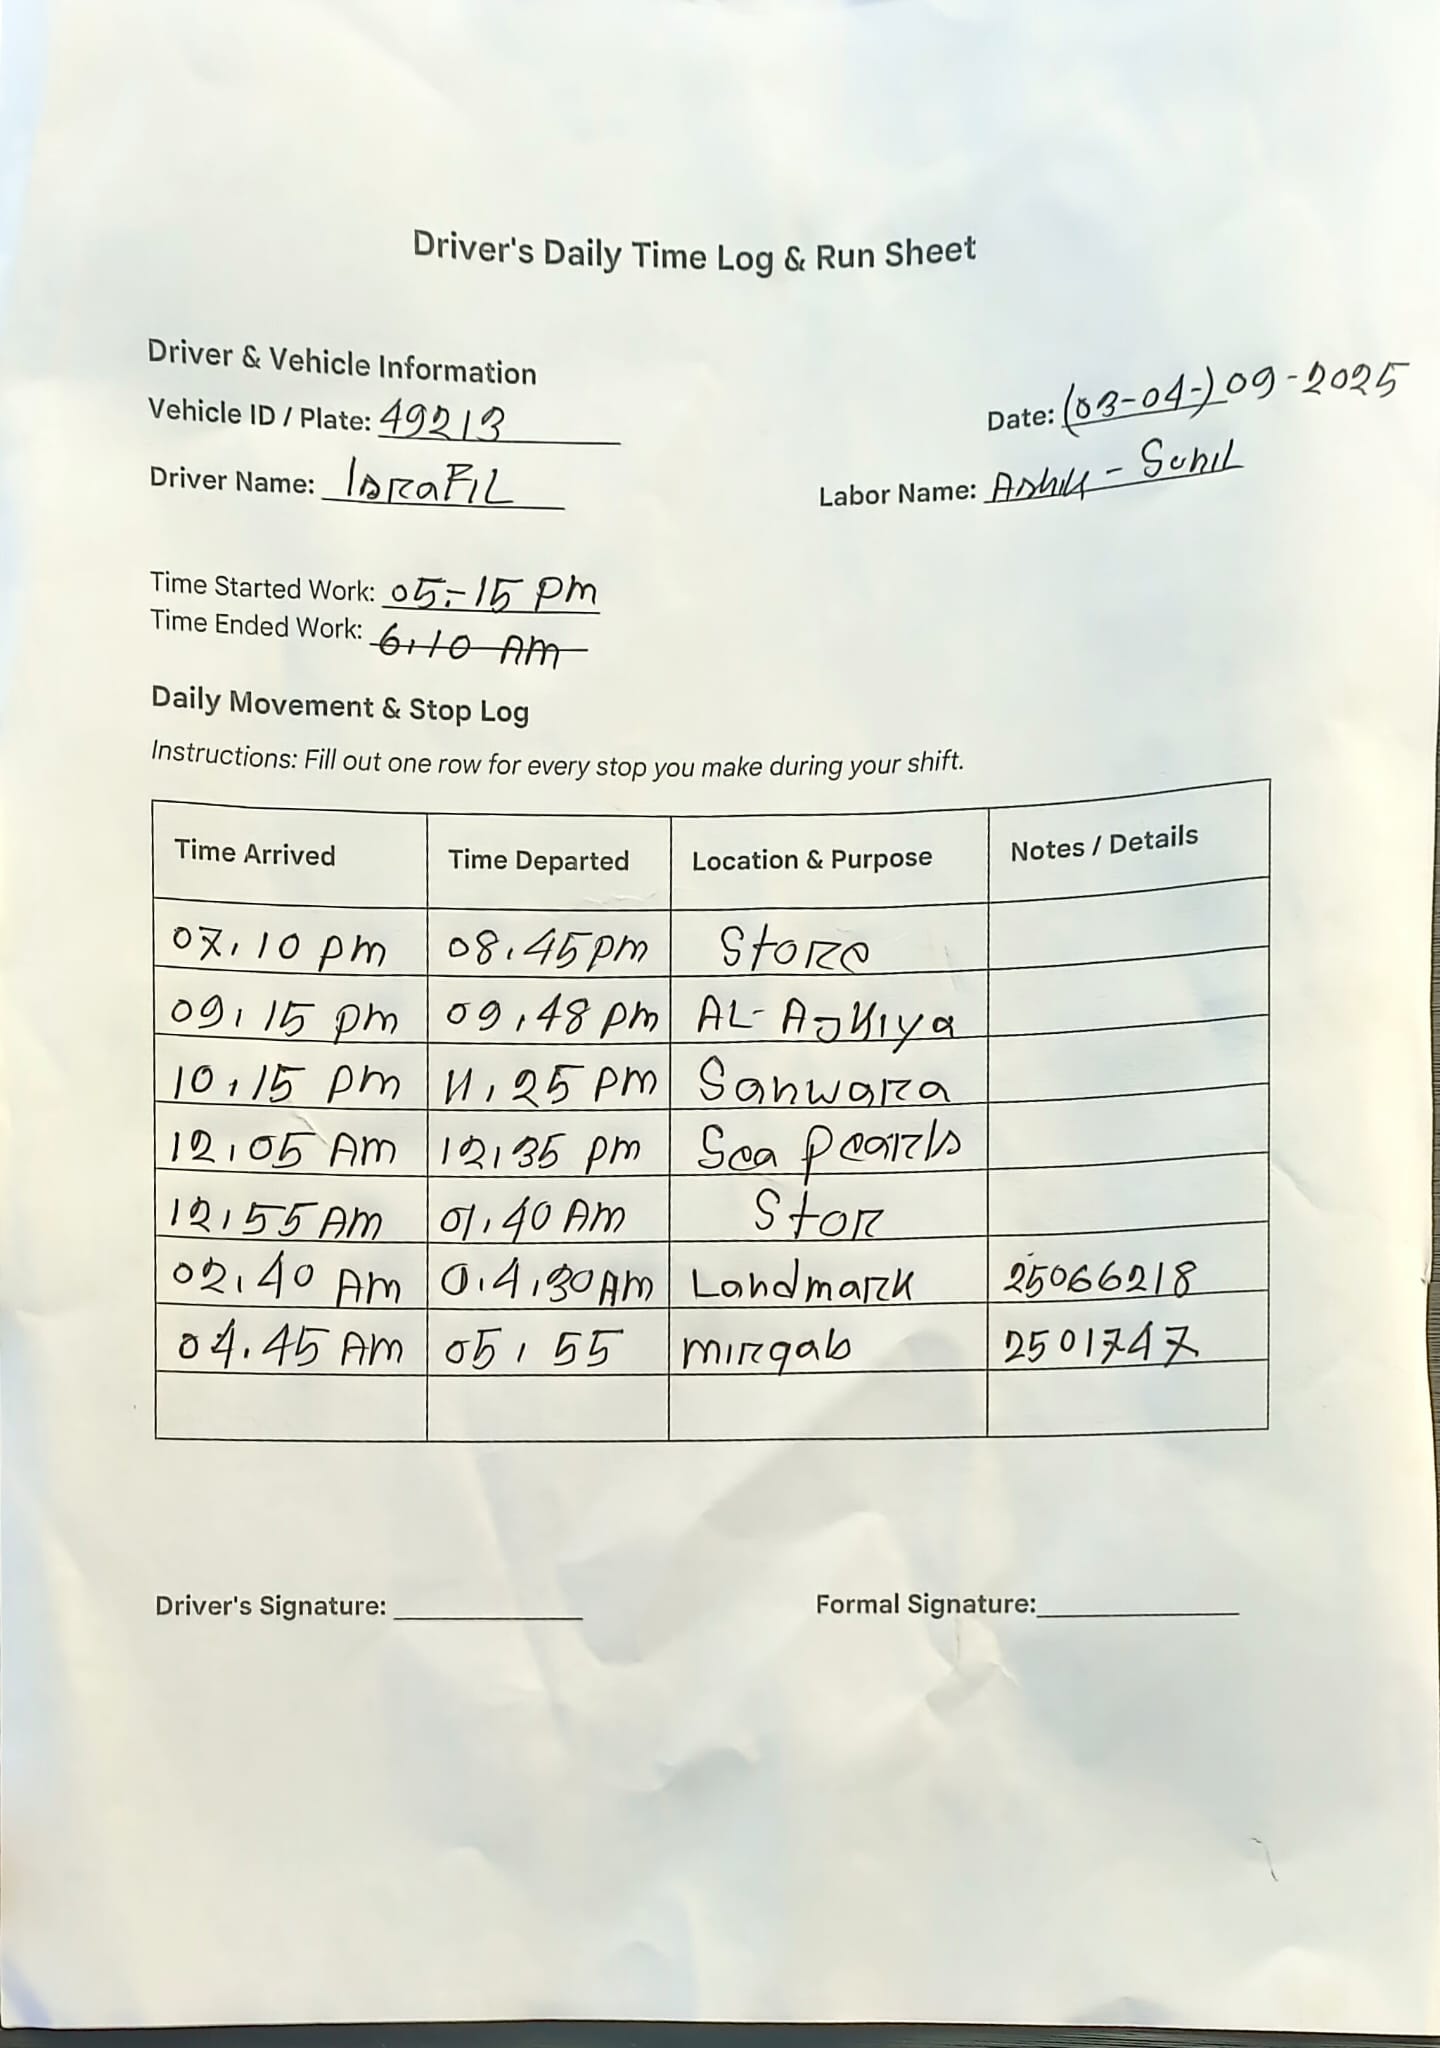 Driver's Daily Time Log & Run Sheet
Driver & Vehicle Information
Vehicle ID / Plate: 49213
Date: (03-04-) 09-2025
Driver Name: IsraFIL
Labor Name: Ashik - Sohil
Time Started Work: 05:-15 pm
Time Ended Work: 6:10 AM
Daily Movement & Stop Log
Instructions: Fill out one row for every stop you make during your shift.
Time Arrived Time Departed Location & Purpose Notes / Details
07,10 pm 08.45pm Store
09,15 pm 09,48 pm AL-
10,15 pm 11,25 pm Sanwara
12,05 Am 12,35 pm Sea pearls
12,55 AM 01,40 Am Stor
02,40 Am 0.4,30 Am Landmark 25066218
04.45 AM 05,55 mirqab 2501747
Driver's Signature:
Formal Signature: